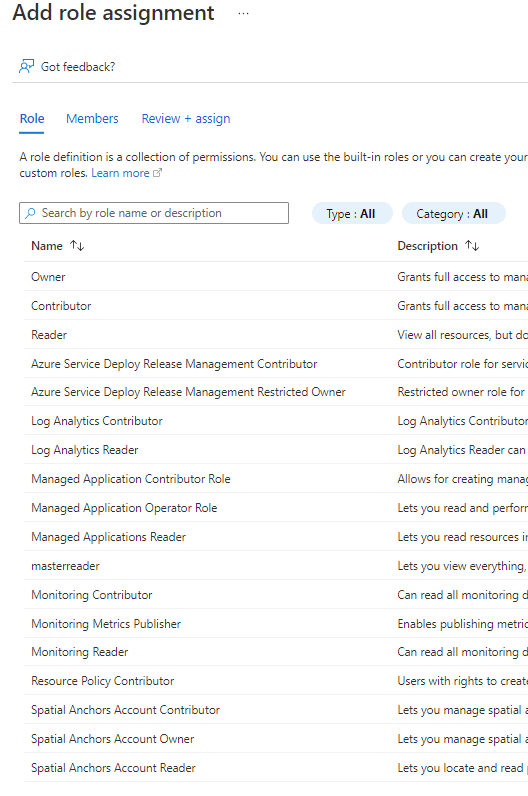 Add role assignment ...
Got feedback?
Role Members Review + assign
A role definition is a collection of permissions. You can use the built-in roles or you can create your
custom roles. Learn more
Search by role name or description Type : All Category : All
Name ↑↓ Description ↑↓
Owner Grants full access to mana
Contributor Grants full access to mana
Reader View all resources, but do
Azure Service Deploy Release Management Contributor Contributor role for servic
Azure Service Deploy Release Management Restricted Owner Restricted owner role for
Log Analytics Contributor Log Analytics Contributor
Log Analytics Reader Log Analytics Reader can
Managed Application Contributor Role Allows for creating manag
Managed Application Operator Role Lets you read and perform
Managed Applications Reader Lets you read resources in
masterreader Lets you view everything,
Monitoring Contributor Can read all monitoring d
Monitoring Metrics Publisher Enables publishing metric
Monitoring Reader Can read all monitoring d
Resource Policy Contributor Users with rights to create
Spatial Anchors Account Contributor Lets you manage spatial a
Spatial Anchors Account Owner Lets you manage spatial a
Spatial Anchors Account Reader Lets you locate and read p